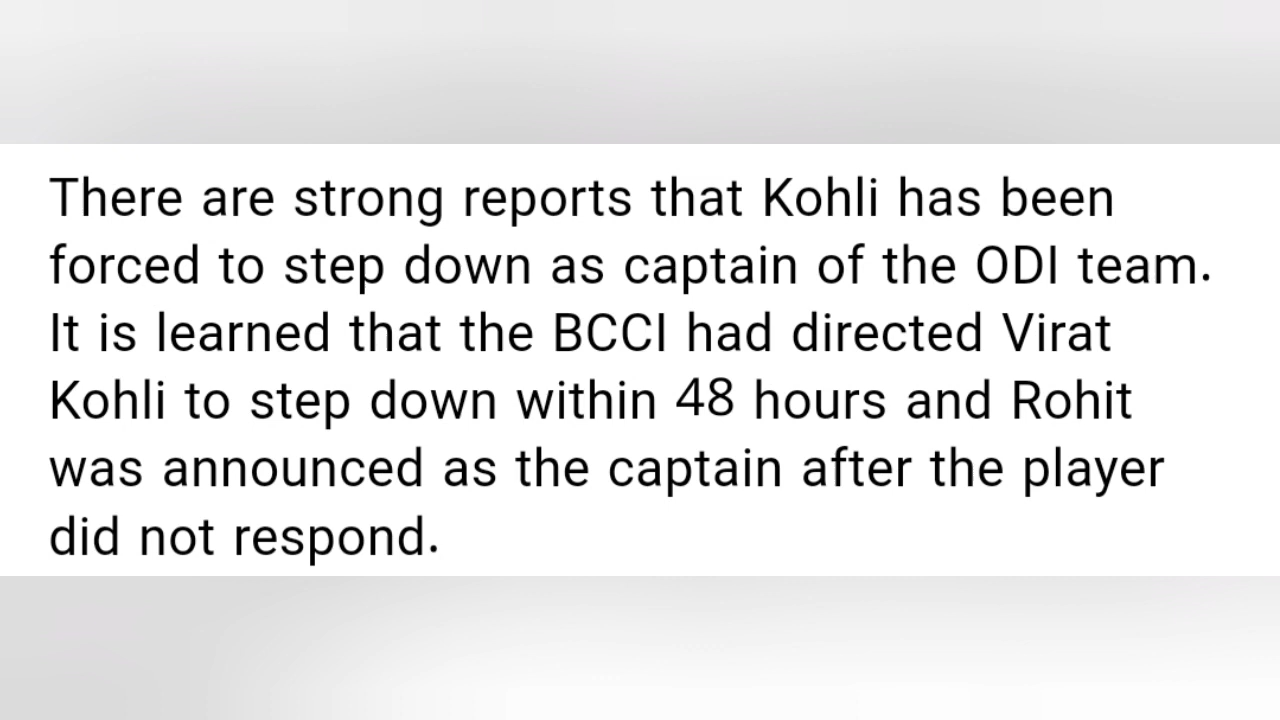 There are strong reports that Kohli has been
forced to step down as captain of the ODI team.
It is learned that the BCCI had directed Virat
Kohli to step down within 48 hours and Rohit
was announced as the captain after the player
did not respond.